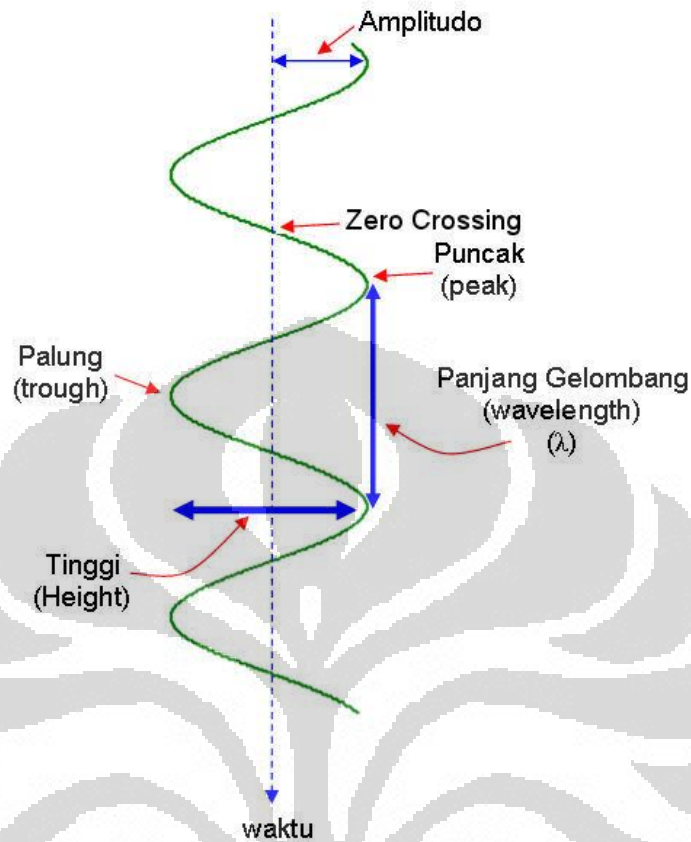 Amplitudo
Zero Crossing
Puncak
(peak)
Palung
(trough)
Panjang Gelombang
(wavelength)
(λ)
Tinggi
(Height)
waktu